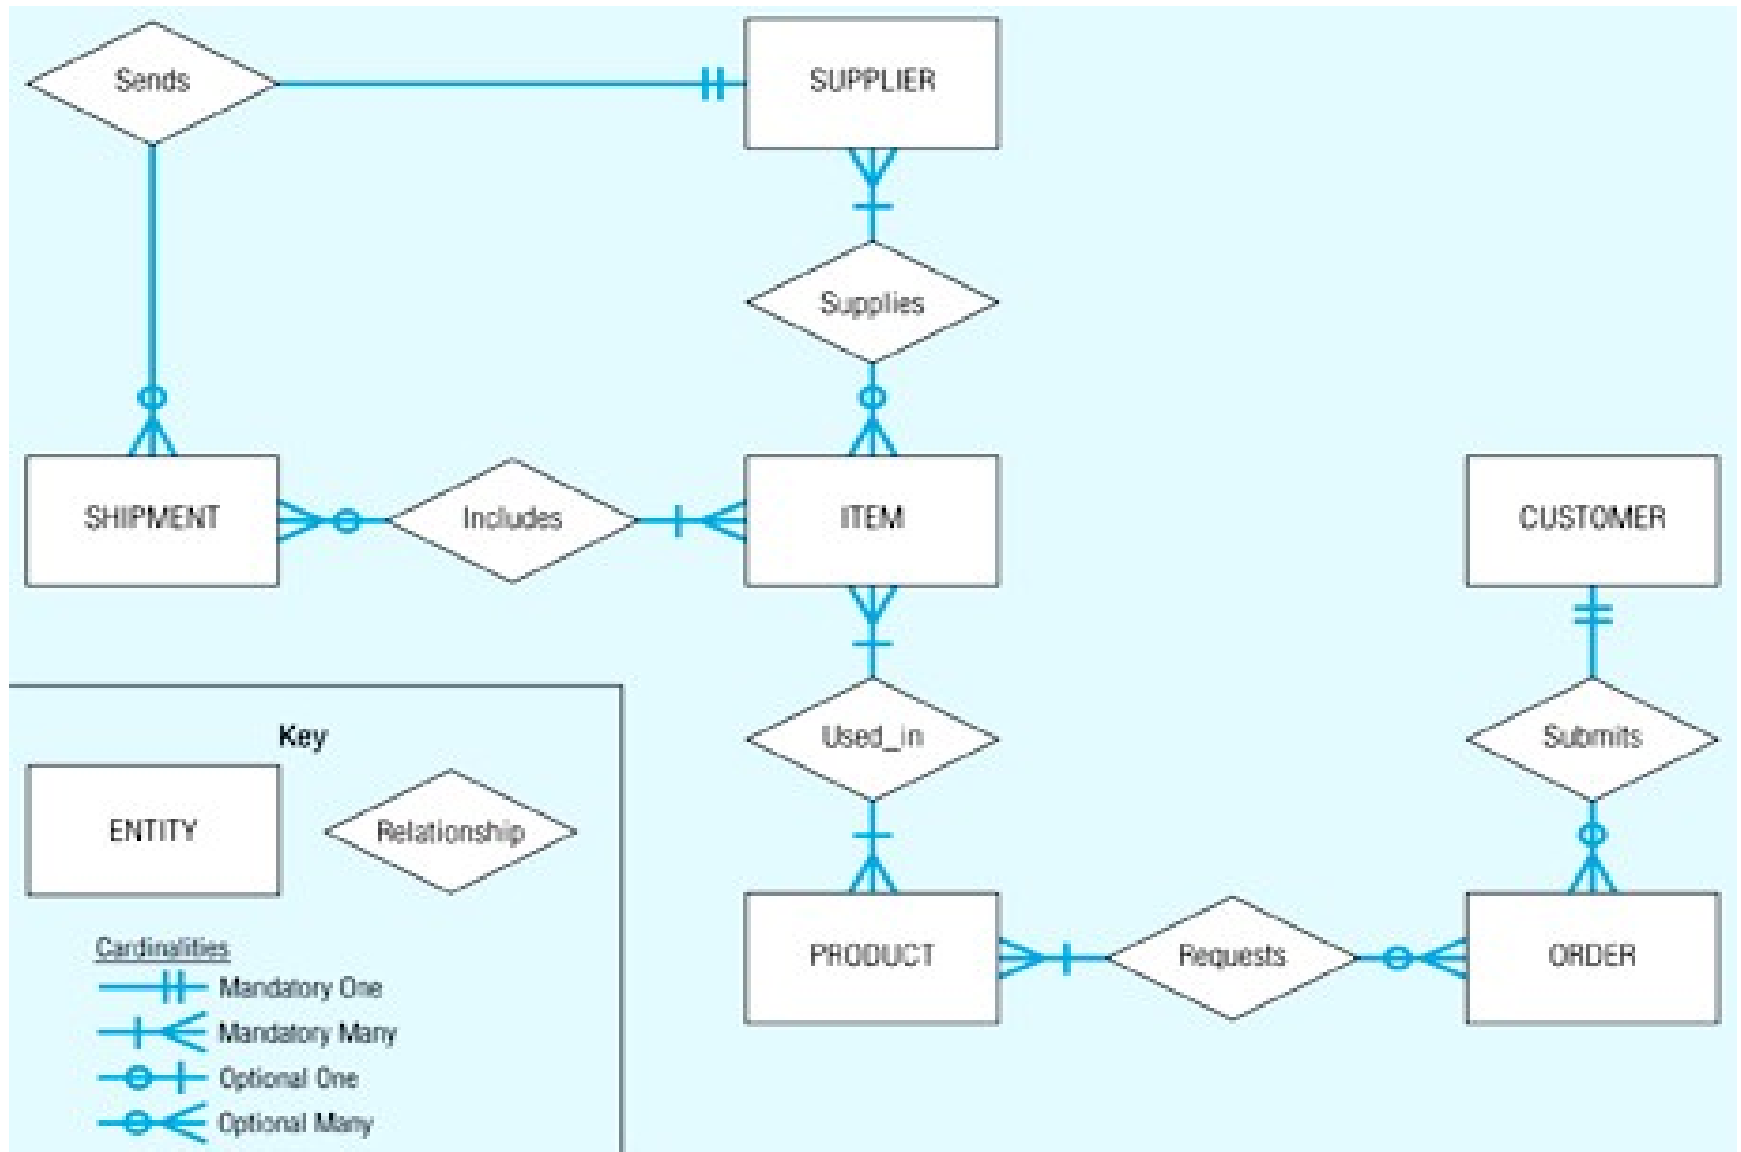 Sends
SUPPLIER
Supplies
SHIPMENT
Includes
ITEM
CUSTOMER
Used_in
Submits
PRODUCT
Requests
ORDER
Key
ENTITY
Relationship
Cardinalities
Mandatory One
Mandatory Many
Optional One
Optional Many